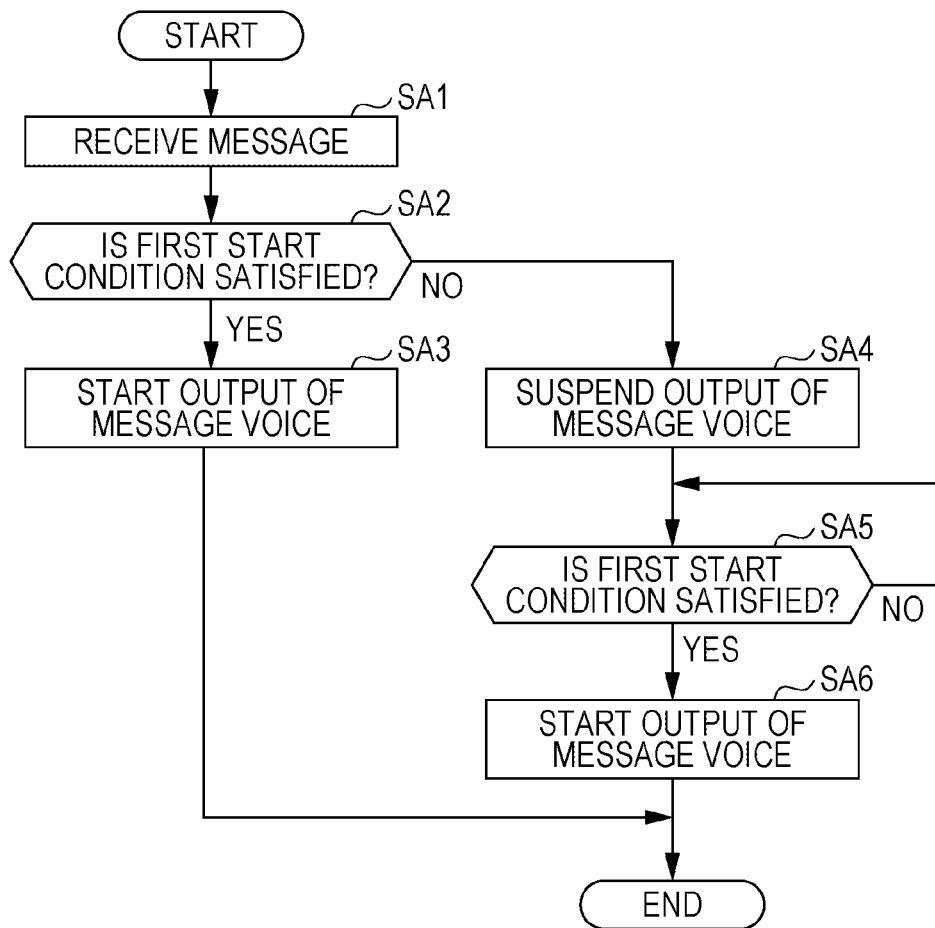 START
SA1
RECEIVE MESSAGE
SA2
IS FIRST START
CONDITION SATISFIED?
NO
YES
SA3
START OUTPUT OF
MESSAGE VOICE
SA4
SUSPEND OUTPUT OF
MESSAGE VOICE
SA5
IS FIRST START
CONDITION SATISFIED?
NO
YES
SA6
START OUTPUT OF
MESSAGE VOICE
END